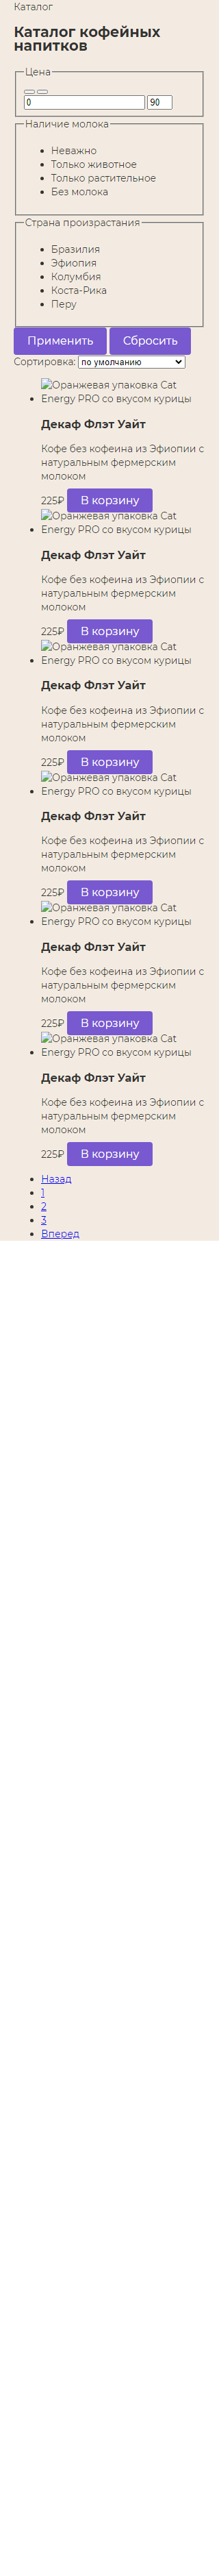 Каталог
Каталог кофейных
напитков
Цена
0 90
Наличие молока
Неважно
Только животное
Только растительное
Без молока
Страна произрастания
Бразилия
Эфиопия
Колумбия
Коста-Рика
Перу
Применить Сбросить
Сортировка: по умолчанию
Оранжевая упаковка Cat
Energy PRO со вкусом курицы
Декаф Флэт Уайт
Кофе без кофеина из Эфиопии с
натуральным фермерским
молоком
225₽ В корзину
Оранжевая упаковка Cat
Energy PRO со вкусом курицы
Декаф Флэт Уайт
Кофе без кофеина из Эфиопии с
натуральным фермерским
молоком
225₽ В корзину
Оранжевая упаковка Cat
Energy PRO со вкусом курицы
Декаф Флэт Уайт
Кофе без кофеина из Эфиопии с
натуральным фермерским
молоком
225₽ В корзину
Оранжевая упаковка Cat
Energy PRO со вкусом курицы
Декаф Флэт Уайт
Кофе без кофеина из Эфиопии с
натуральным фермерским
молоком
225₽ В корзину
Оранжевая упаковка Cat
Energy PRO со вкусом курицы
Декаф Флэт Уайт
Кофе без кофеина из Эфиопии с
натуральным фермерским
молоком
225₽ В корзину
Оранжевая упаковка Cat
Energy PRO со вкусом курицы
Декаф Флэт Уайт
Кофе без кофеина из Эфиопии с
натуральным фермерским
молоком
225₽ В корзину
Назад
1
2
3
Вперед